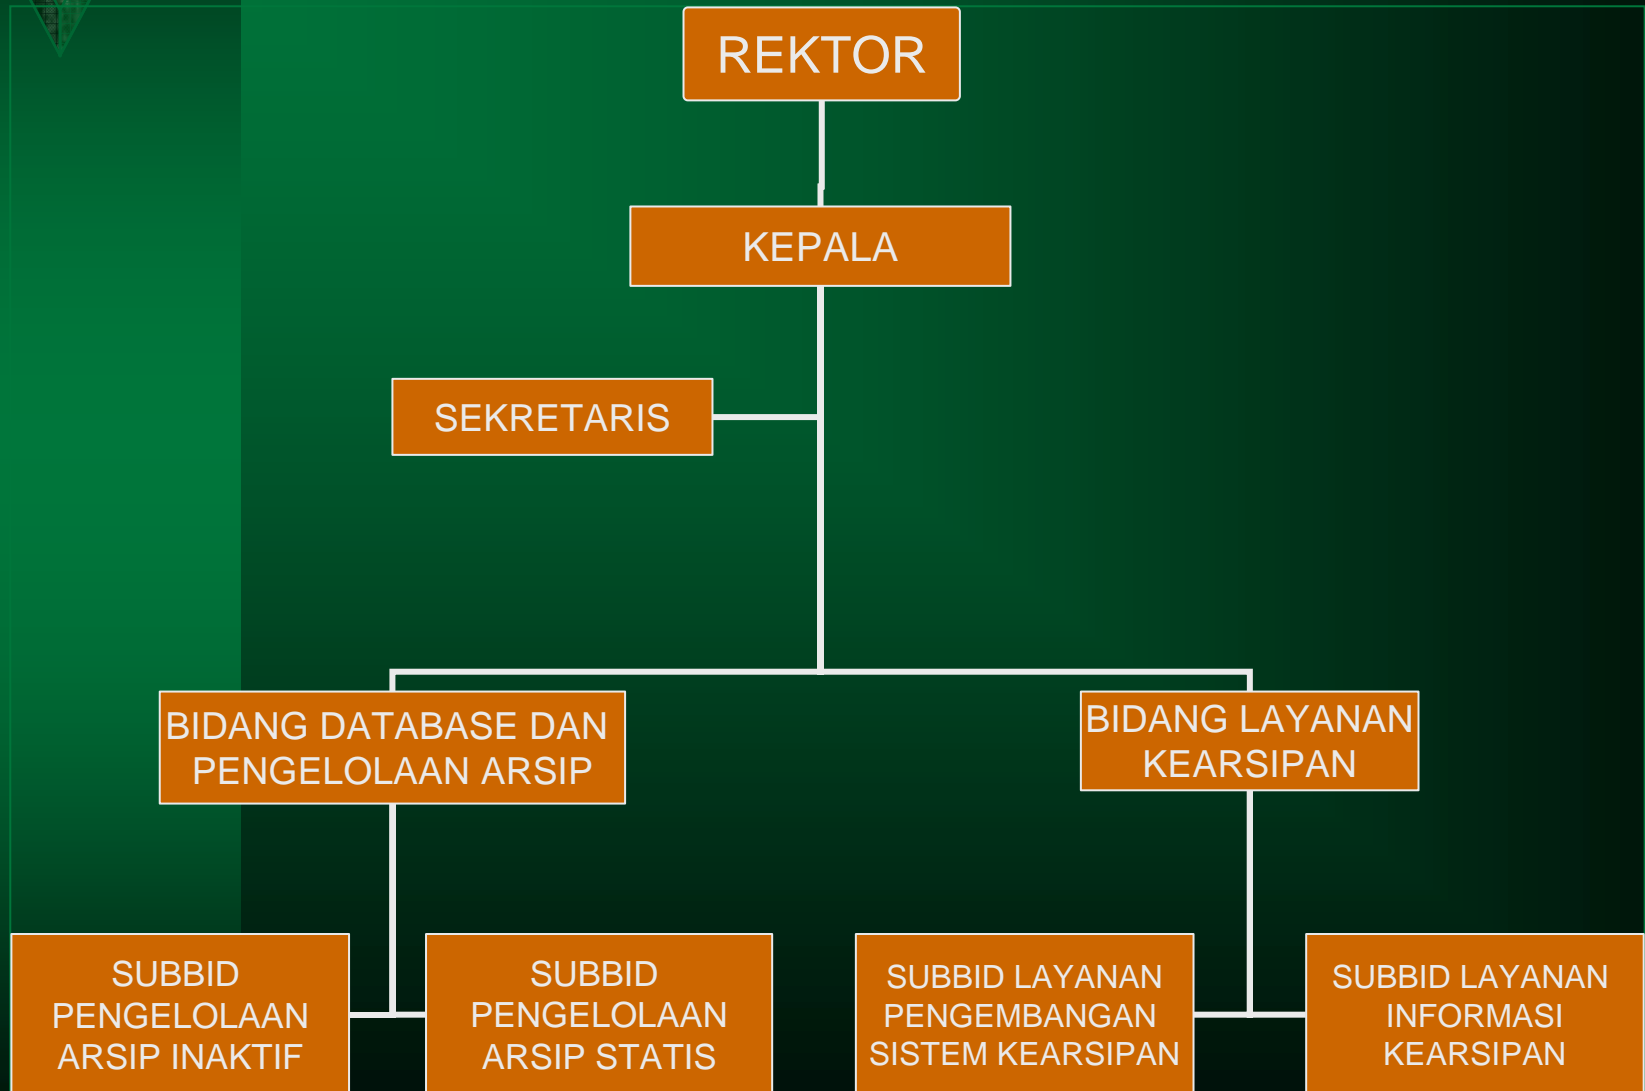 REKTOR
KEPALA
SEKRETARIS
BIDANG DATABASE DAN
PENGELOLAAN ARSIP
BIDANG LAYANAN
KEARSIPAN
SUBBID
PENGELOLAAN
ARSIP INAKTIF
SUBBID
PENGELOLAAN
ARSIP STATIS
SUBBID LAYANAN
PENGEMBANGAN
SISTEM KEARSIPAN
SUBBID LAYANAN
INFORMASI
KEARSIPAN